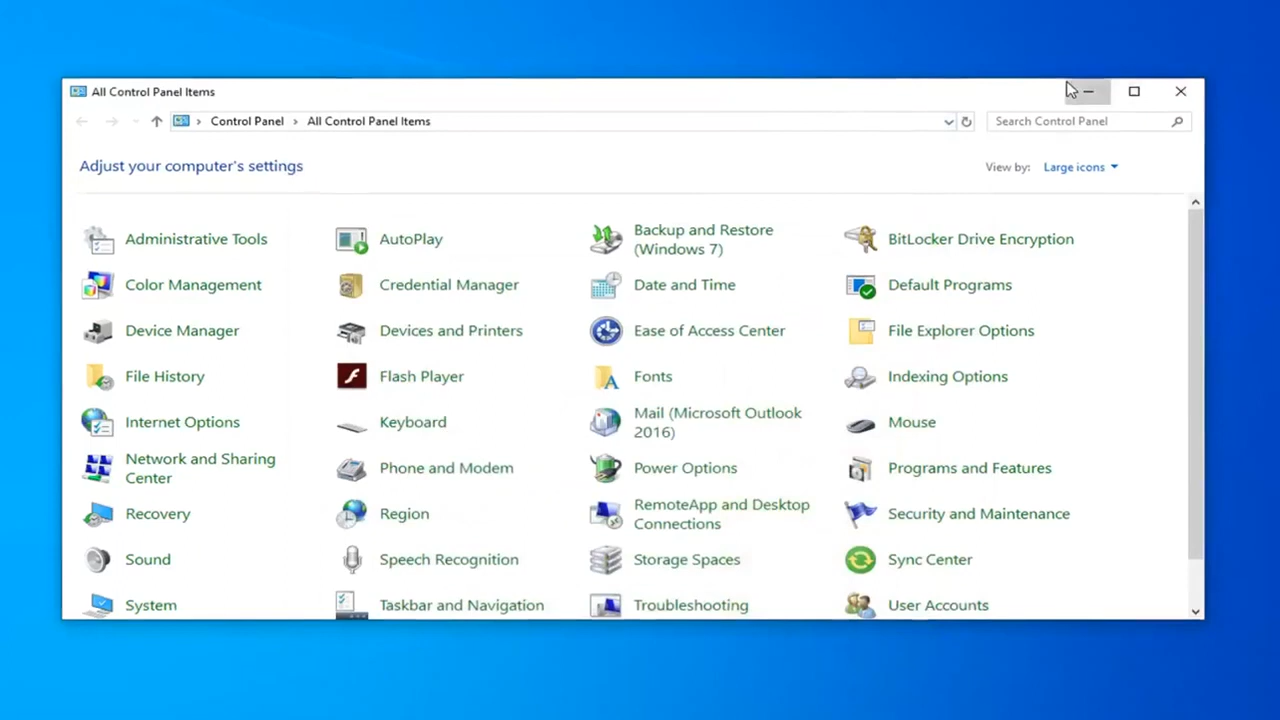 All Control Panel Items
Control Panel > All Control Panel Items
Search Control Panel
Adjust your computer's settings
View by: Large icons
Administrative Tools
AutoPlay
Backup and Restore
(Windows 7)
BitLocker Drive Encryption
Color Management
Credential Manager
Date and Time
Default Programs
Device Manager
Devices and Printers
Ease of Access Center
File Explorer Options
File History
Flash Player
Fonts
Indexing Options
Internet Options
Keyboard
Mail (Microsoft Outlook
2016)
Mouse
Network and Sharing
Center
Phone and Modem
Power Options
Programs and Features
Recovery
Region
RemoteApp and Desktop
Connections
Security and Maintenance
Sound
Speech Recognition
Storage Spaces
Sync Center
System
Taskbar and Navigation
Troubleshooting
User Accounts